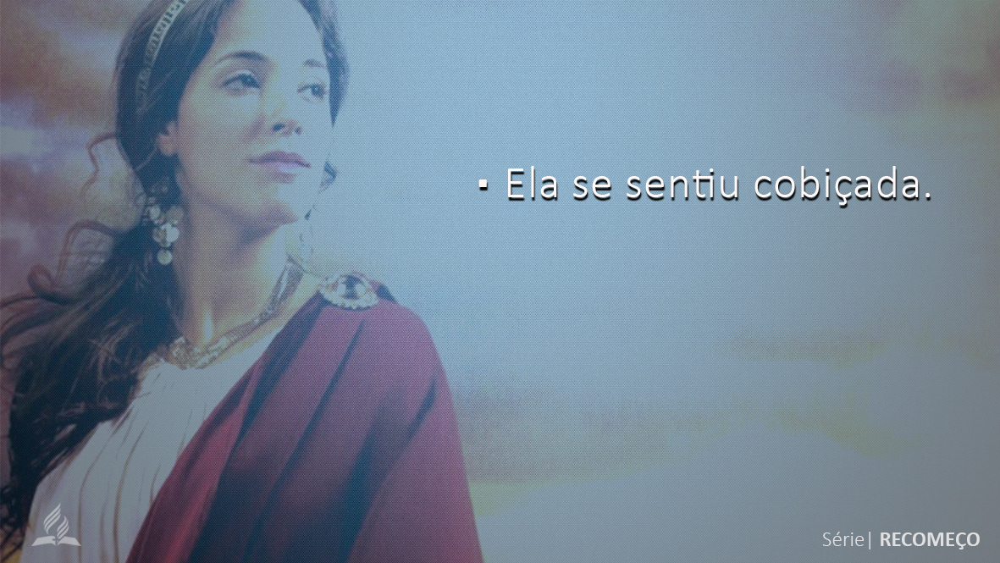 ▪ Ela se sentiu cobiçada.
Série| RECOMEÇO